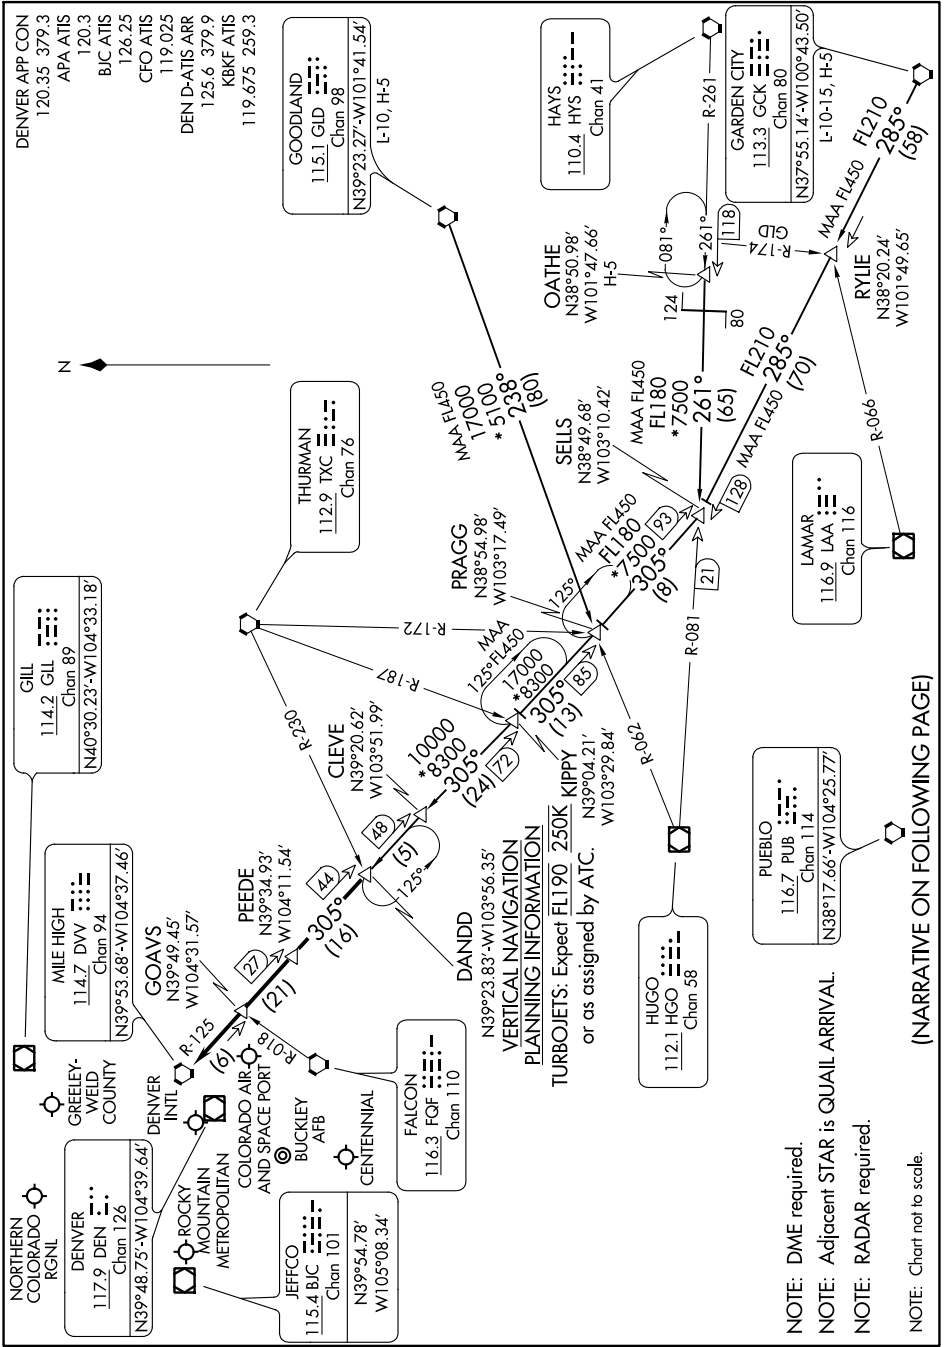 DENVER APP CON
120.35 379.3
APA ATIS
120.3
BJC ATIS
126.25
CFO ATIS
119.025
DEN D-ATIS ARR
125.6 379.9
KBKF ATIS
119.675 259.3
N
NORTHERN
COLORADO
RGNL
GREELEY-
WELD
COUNTY
GILL
114.2 GLL
Chan 89
N40°30.23'-W104°33.18'
DENVER
117.9 DEN
Chan 126
N39°48.75'-W104°39.64'
DENVER
INTL
MILE HIGH
114.7 DVV
Chan 94
N39°53.68'-W104°37.46'
ROCKY
MOUNTAIN
METROPOLITAN
COLORADO AIR
AND SPACE PORT
BUCKLEY
AFB
CENTENNIAL
JEFFCO
115.4 BJC
Chan 101
N39°54.78'
W105°08.34'
FALCON
116.3 FQF
Chan 110
R-018
R-125
(6)
GOAVS
N39°49.45'
W104°31.57'
(21)
27
PEEDE
N39°34.93'
W104°11.54'
305°
(16)
44
DANDD
N39°23.83'-W103°56.35'
125°
(5)
48
CLEVE
N39°20.62'
W103°51.99'
10000
*8300
305°
(24)
72
KIPPY
N39°04.21'
W103°29.84'
MAA
FL450
125°
17000
*8300
305°
(13)
85
PRAGG
N38°54.98'
W103°17.49'
125°
MAA FL450
FL180
*7500
305°
(8)
93
SELLS
N38°49.68'
W103°10.42'
128
21
THURMAN
112.9 TXC
Chan 76
R-230
R-187
R-172
GOODLAND
115.1 GLD
Chan 98
N39°23.27'-W101°41.54'
L-10, H-5
MAA FL450
17000
*5100
238°
(80)
HAYS
110.4 HYS
Chan 41
R-261
OATHE
N38°50.98'
W101°47.66'
H-5
081°
261°
118
124
80
MAA FL450
FL180
*7500
261°
(65)
R-174
GLD
GARDEN CITY
113.3 GCK
Chan 80
N37°55.14'-W100°43.50'
L-10-15, H-5
MAA FL450
FL210
285°
(58)
RYLIE
N38°20.24'
W101°49.65'
MAA FL450
FL210
285°
(70)
R-066
LAMAR
116.9 LAA
Chan 116
R-081
R-062
HUGO
112.1 HGO
Chan 58
PUEBLO
116.7 PUB
Chan 114
N38°17.66'-W104°25.77'
VERTICAL NAVIGATION
PLANNING INFORMATION
TURBOJETS: Expect FL190 250K
or as assigned by ATC.
NOTE: DME required.
NOTE: Adjacent STAR is QUAIL ARRIVAL.
NOTE: RADAR required.
NOTE: Chart not to scale.
(NARRATIVE ON FOLLOWING PAGE)